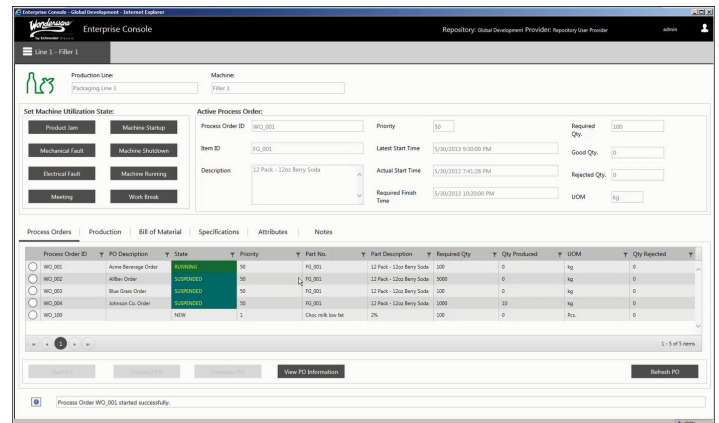 Enterprise Console - Global Development - Internet Explorer
Wonderware
by Schneider Electric
Enterprise Console
Repository: Global Development Provider: Repository User Provider
admin
Line 1 - Filler 1
Production Line:
Packaging Line 1
Machine:
Filler 1
Set Machine Utilization State:
Product Jam
Machine Startup
Mechanical Fault
Machine Shutdown
Electrical Fault
Machine Running
Meeting
Work Break
Active Process Order:
Process Order ID WO_001
Priority 50
Required Qty. 100
Item ID FG_001
Latest Start Time 5/30/2013 9:30:00 PM
Good Qty. 0
Description 12 Pack - 12oz Berry Soda
Actual Start Time 5/30/2013 7:41:28 PM
Rejected Qty. 0
Required Finish Time 5/30/2013 10:20:00 PM
UOM kg
Process Orders Production Bill of Material Specifications Attributes Notes
Process Order ID PO Description State Priority Part No. Part Description Required Qty Qty Produced UOM Qty Rejected
WO_001 Acme Beverage Order RUNNING 50 FG_001 12 Pack - 12oz Berry Soda 100 0 kg 0
WO_002 AllBev Order SUSPENDED 50 FG_001 12 Pack - 12oz Berry Soda 5000 0 kg 0
WO_003 Blue Grass Order SUSPENDED 50 FG_001 12 Pack - 12oz Berry Soda 100 0 kg 0
WO_004 Johnson Co. Order SUSPENDED 50 FG_001 12 Pack - 12oz Berry Soda 1000 10 kg 0
WO_100 NEW 1 Choc milk low fat 2% 100 0 Pcs. 0
1
1 - 5 of 5 items
Start PO
Suspend PO
Complete PO
View PO Information
Refresh PO
Process Order WO_001 started successfully.